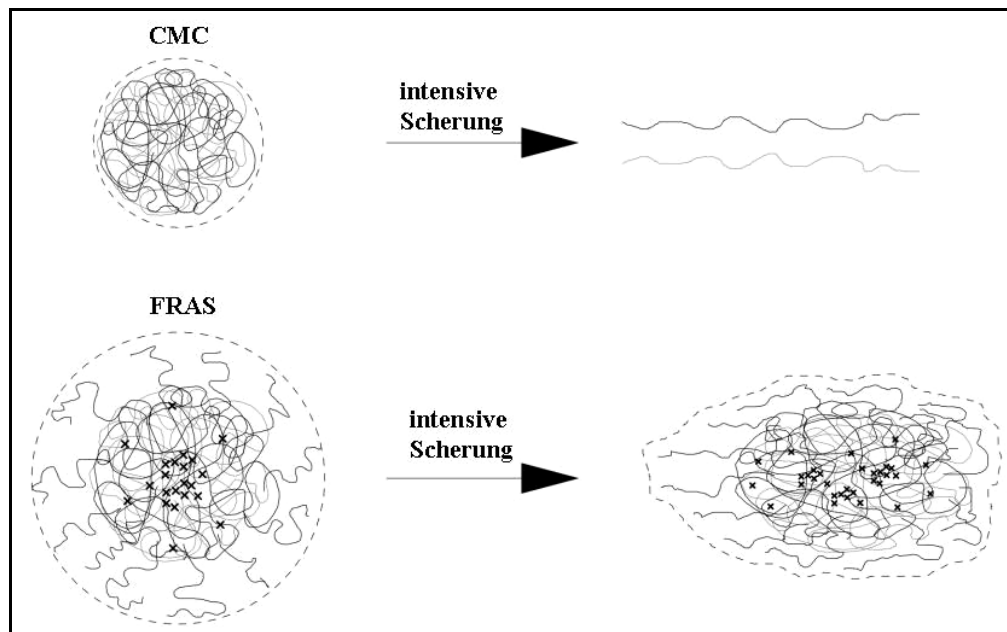 CMC
intensive
Scherung
FRAS
intensive
Scherung